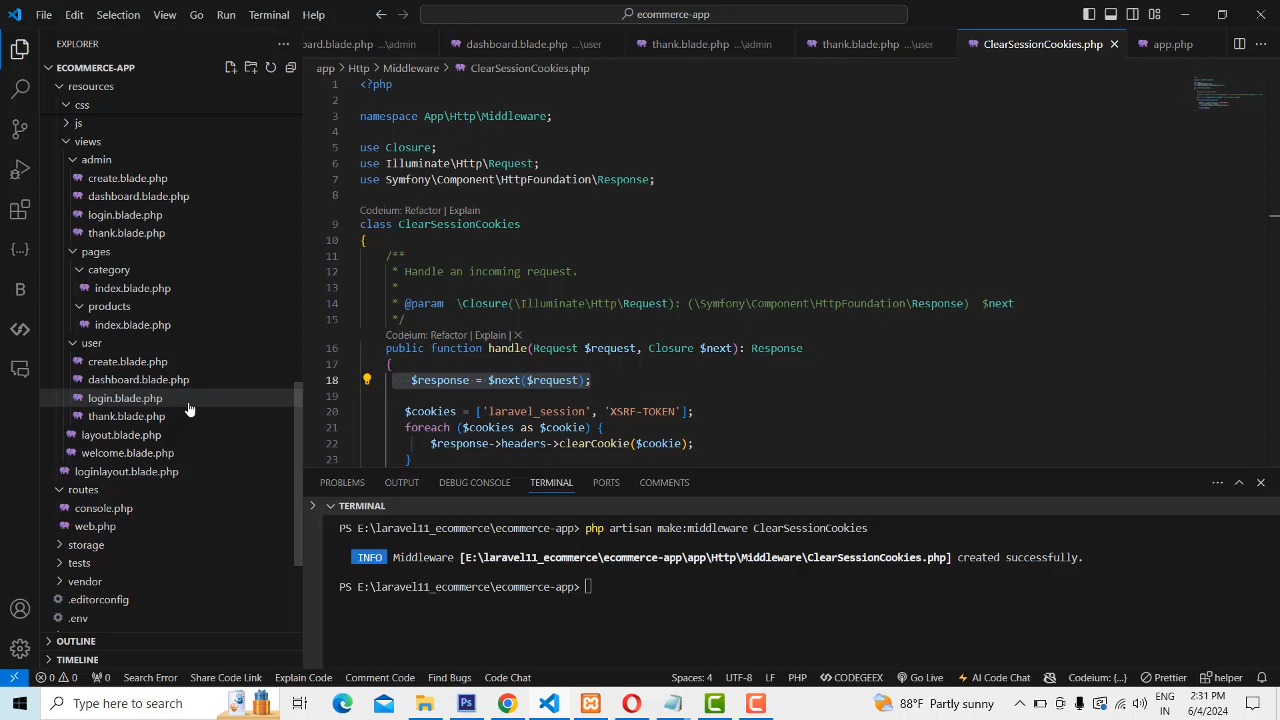 File Edit Selection View Go Run Terminal Help
ecommerce-app
EXPLORER
board.blade.php ...\admin
dashboard.blade.php ...\user
thank.blade.php ...\admin
thank.blade.php ...\user
ClearSessionCookies.php
app.php
ECOMMERCE-APP
resources
css
js
views
admin
create.blade.php
dashboard.blade.php
login.blade.php
thank.blade.php
pages
category
index.blade.php
products
index.blade.php
user
create.blade.php
dashboard.blade.php
login.blade.php
thank.blade.php
layout.blade.php
welcome.blade.php
loginlayout.blade.php
routes
console.php
web.php
storage
tests
vendor
.editorconfig
.env
OUTLINE
TIMELINE
app > Http > Middleware > ClearSessionCookies.php
1 <?php
2
3 namespace App\Http\Middleware;
4
5 use Closure;
6 use Illuminate\Http\Request;
7 use Symfony\Component\HttpFoundation\Response;
8
Codeium: Refactor | Explain
9 class ClearSessionCookies
10 {
11 /**
12 * Handle an incoming request.
13 *
14 * @param \Closure(\Illuminate\Http\Request): (\Symfony\Component\HttpFoundation\Response) $next
15 */
Codeium: Refactor | Explain | X
16 public function handle(Request $request, Closure $next): Response
17 {
18 $response = $next($request);
19
20 $cookies = ['laravel_session', 'XSRF-TOKEN'];
21 foreach ($cookies as $cookie) {
22 $response->headers->clearCookie($cookie);
23 }
PROBLEMS OUTPUT DEBUG CONSOLE TERMINAL PORTS COMMENTS
TERMINAL
PS E:\laravel11_ecommerce\ecommerce-app> php artisan make:middleware ClearSessionCookies
INFO Middleware [E:\laravel11_ecommerce\ecommerce-app\app\Http\Middleware\ClearSessionCookies.php] created successfully.
PS E:\laravel11_ecommerce\ecommerce-app>
0 0 0 Search Error Share Code Link Explain Code Comment Code Find Bugs Code Chat Spaces: 4 UTF-8 LF PHP CODEGEEX Go Live AI Code Chat Codeium: {...} Prettier helper
Type here to search
Ps
88°F Partly sunny
ENG
IN
2:31 PM
6/4/2024